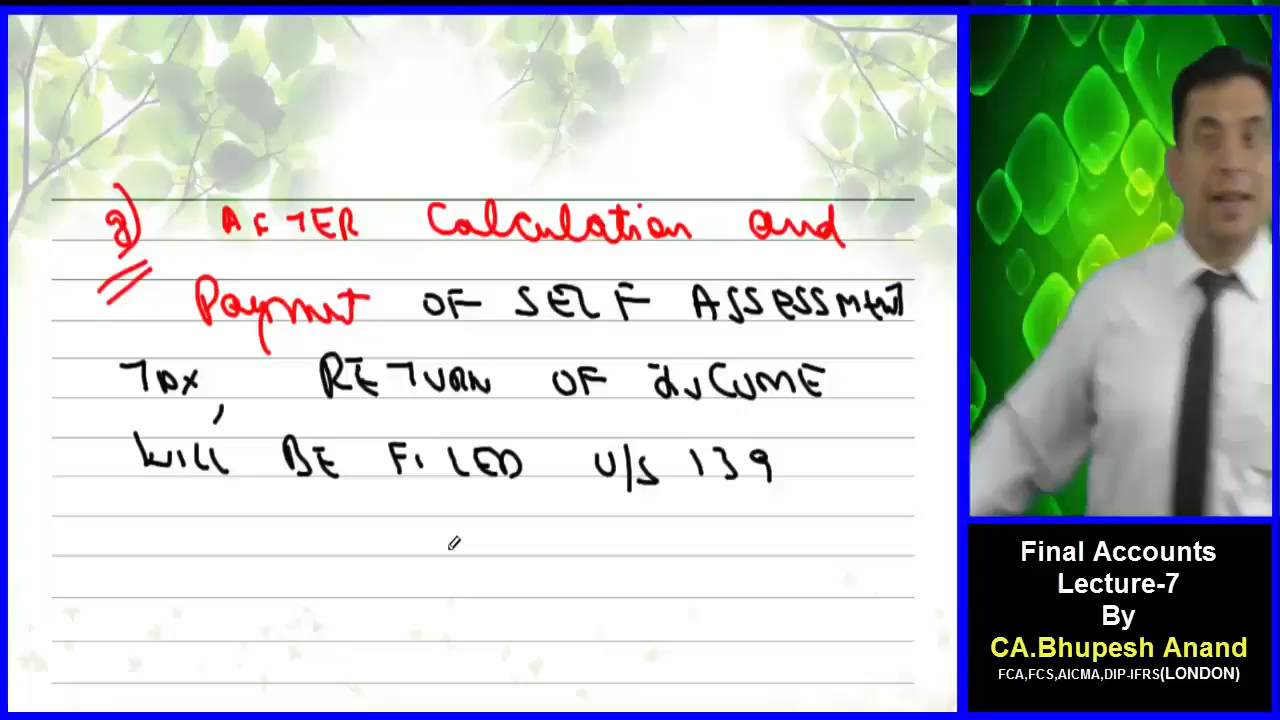 AFTER Calculation and
Payment OF SELF ASSESSMENT
TAX, RETURN OF INCOME
WILL BE FILED U/S 139
Final Accounts
Lecture-7
By
CA.Bhupesh Anand
FCA,FCS,AICMA,DIP-IFRS(LONDON)